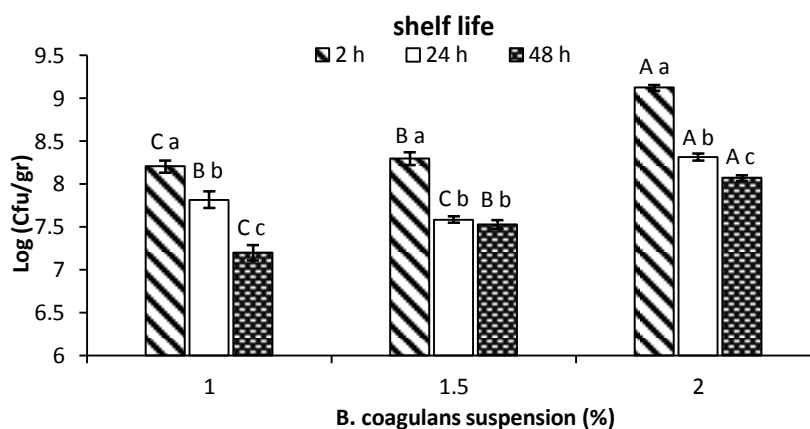 shelf life
2 h 24 h 48 h
9.5
9
8.5
8
7.5
7
6.5
6
Log (Cfu/gr)
C a
B b
C c
B a
C b
B b
A a
A b
A c
1 1.5 2
B. coagulans suspension (%)